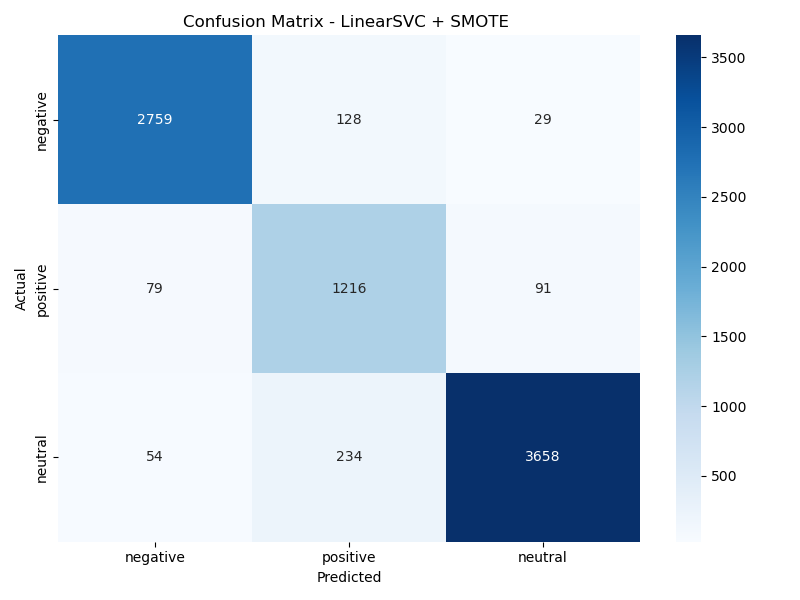 Confusion Matrix - LinearSVC + SMOTE
negative
2759
128
29
Actual
positive
79
1216
91
neutral
54
234
3658
negative
positive
neutral
Predicted
3500
3000
2500
2000
1500
1000
500